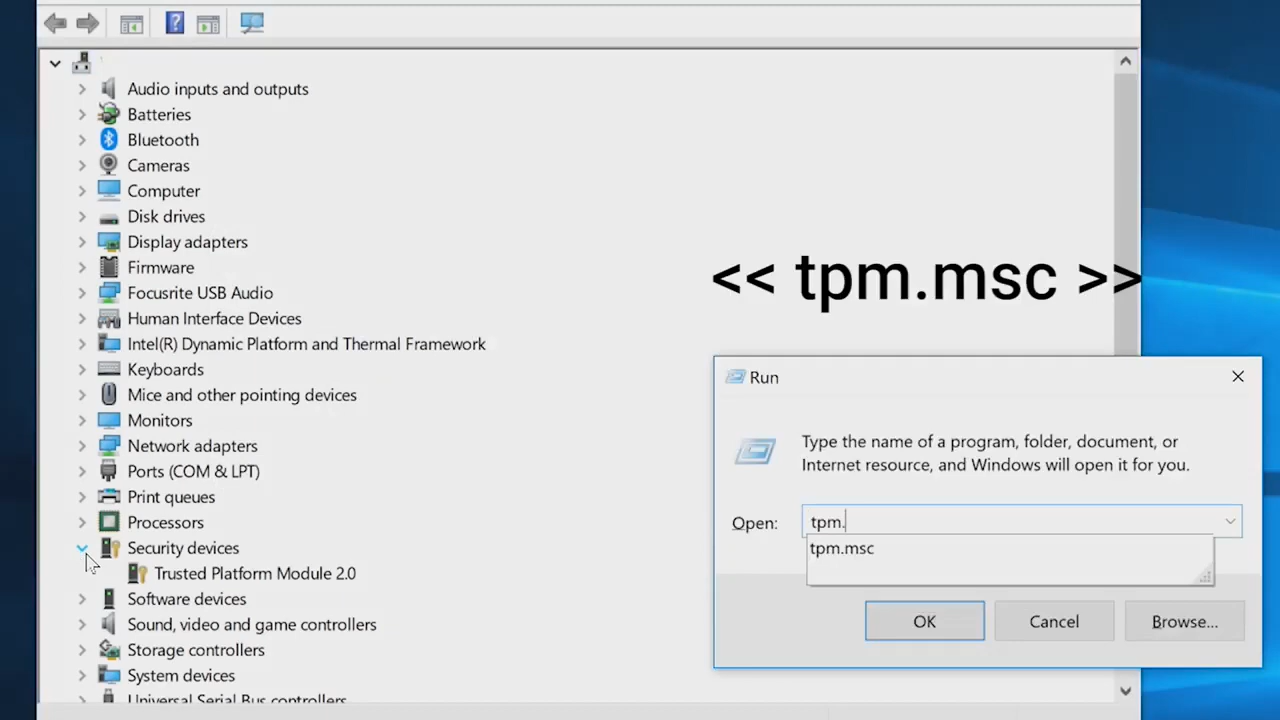 Audio inputs and outputs
Batteries
Bluetooth
Cameras
Computer
Disk drives
Display adapters
Firmware
Focusrite USB Audio
Human Interface Devices
Intel(R) Dynamic Platform and Thermal Framework
Keyboards
Mice and other pointing devices
Monitors
Network adapters
Ports (COM & LPT)
Print queues
Processors
Security devices
Trusted Platform Module 2.0
Software devices
Sound, video and game controllers
Storage controllers
System devices
Universal Serial Bus controllers
<< tpm.msc >>
Run
Type the name of a program, folder, document, or
Internet resource, and Windows will open it for you.
Open: tpm.
tpm.msc
OK Cancel Browse...